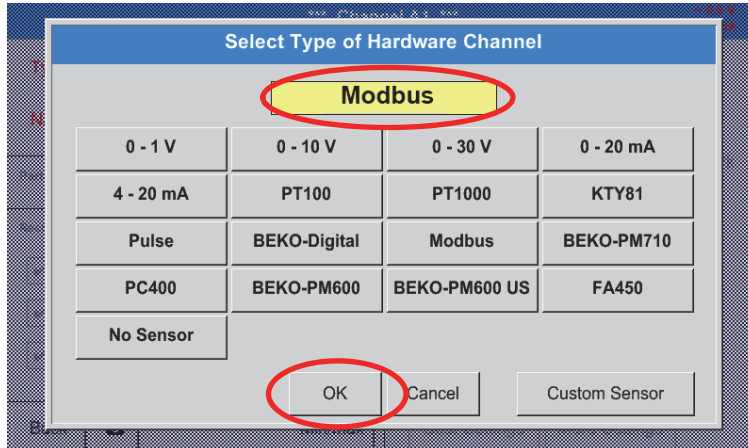 *** Channel A1 ***
Select Type of Hardware Channel
Modbus
0 - 1 V
0 - 10 V
0 - 30 V
0 - 20 mA
4 - 20 mA
PT100
PT1000
KTY81
Pulse
BEKO-Digital
Modbus
BEKO-PM710
PC400
BEKO-PM600
BEKO-PM600 US
FA450
No Sensor
OK
Cancel
Custom Sensor